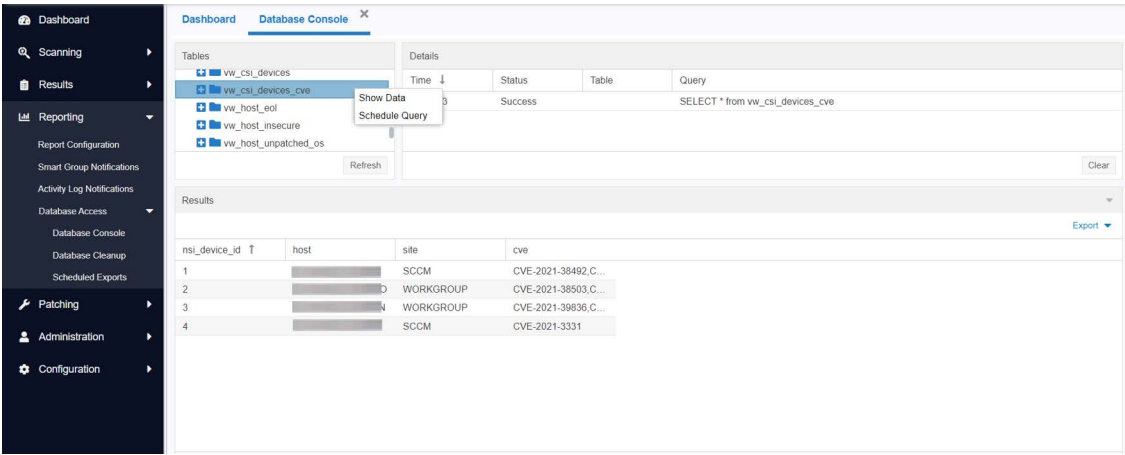 Dashboard
Scanning
Results
Reporting
Report Configuration
Smart Group Notifications
Activity Log Notifications
Database Access
Database Console
Database Cleanup
Scheduled Exports
Patching
Administration
Configuration
Dashboard Database Console
Tables
vw_csi_devices
vw_csi_devices_cve
vw_host_eol
vw_host_insecure
vw_host_unpatched_os
Refresh
Show Data
Schedule Query
Details
Time Status Table Query
3 Success SELECT * from vw_csi_devices_cve
Clear
Results
Export
nsi_device_id host site cve
1 SCCM CVE-2021-38492,C...
2 WORKGROUP CVE-2021-38503,C...
3 WORKGROUP CVE-2021-39836,C...
4 SCCM CVE-2021-3331